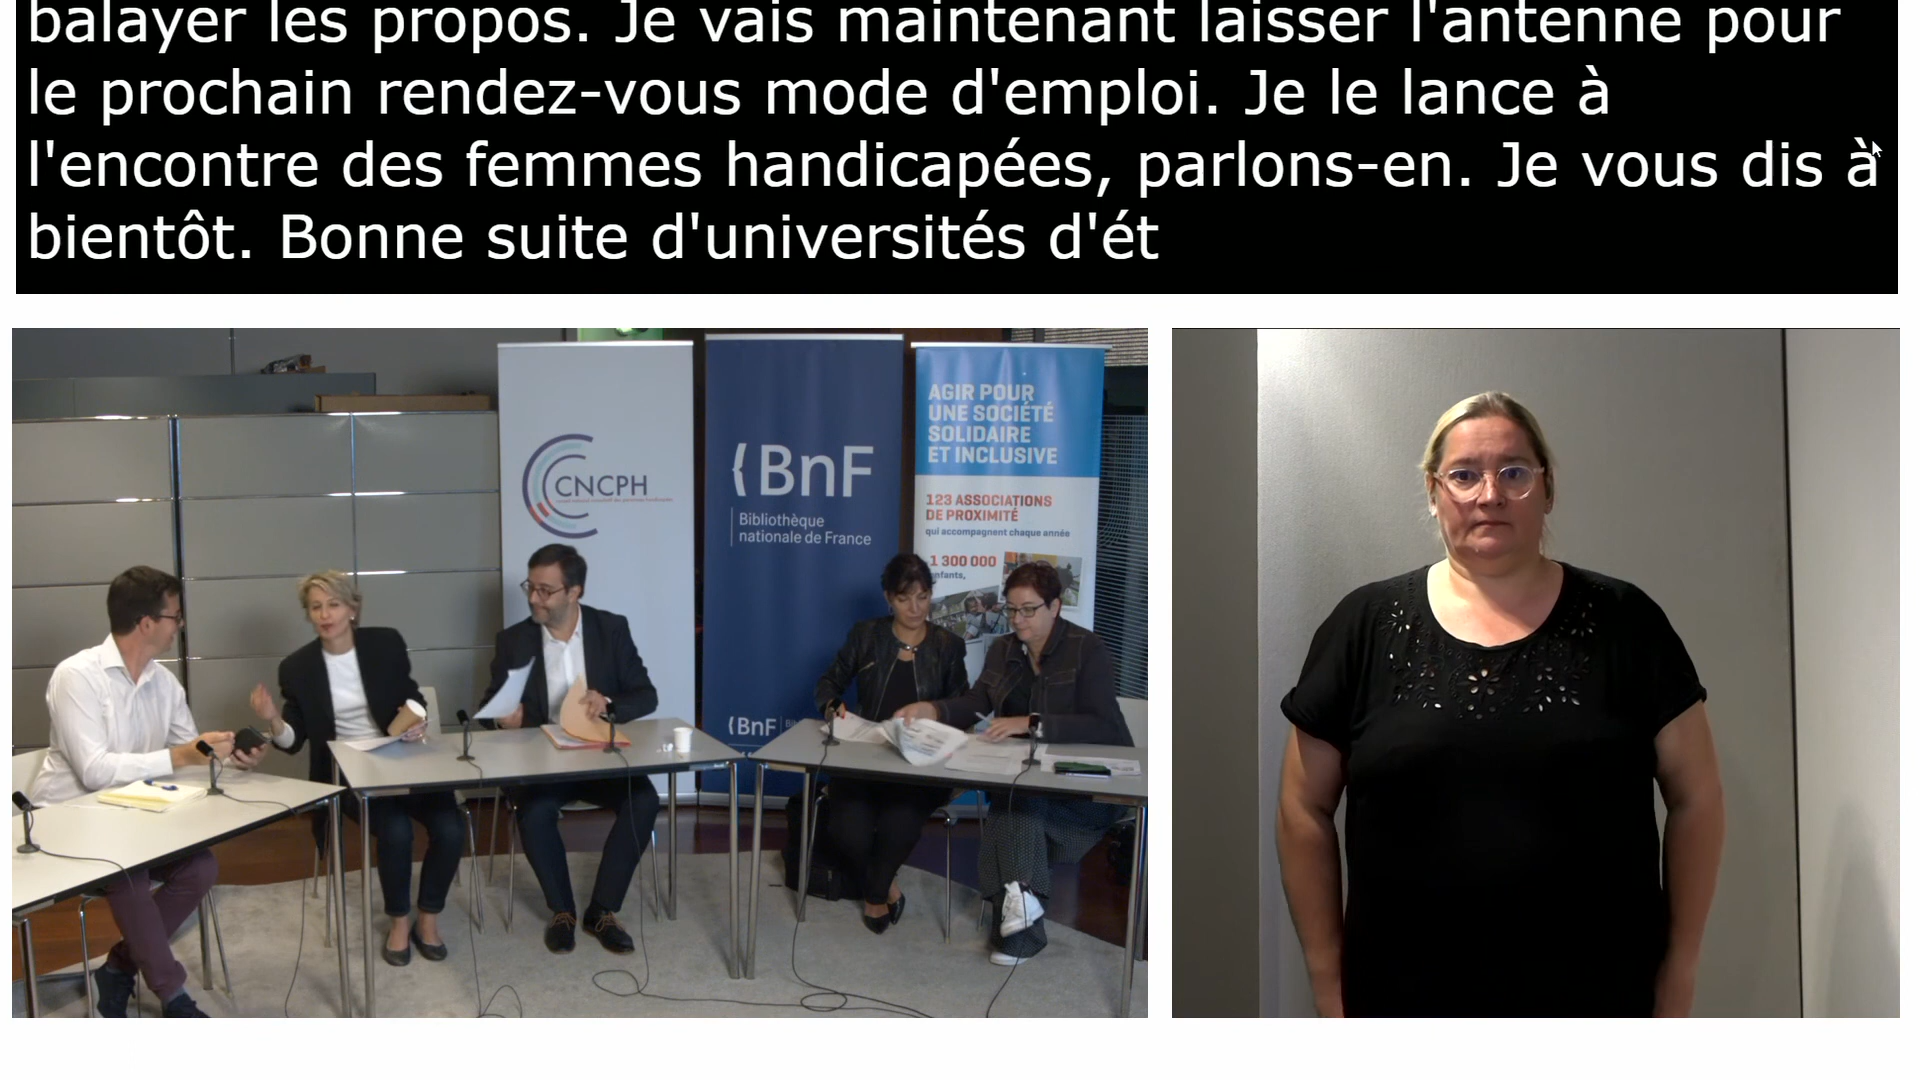 balayer les propos. Je vais maintenant laisser l'antenne pour
le prochain rendez-vous mode d'emploi. Je le lance à
l'encontre des femmes handicapées, parlons-en. Je vous dis à
bientôt. Bonne suite d'universités d'ét
CNCPH
BnF
Bibliothèque
nationale de France
BnF
AGIR POUR
UNE SOCIÉTÉ
SOLIDAIRE
ET INCLUSIVE
123 ASSOCIATIONS
DE PROXIMITÉ
qui accompagnent chaque année
1 300 000
enfants,